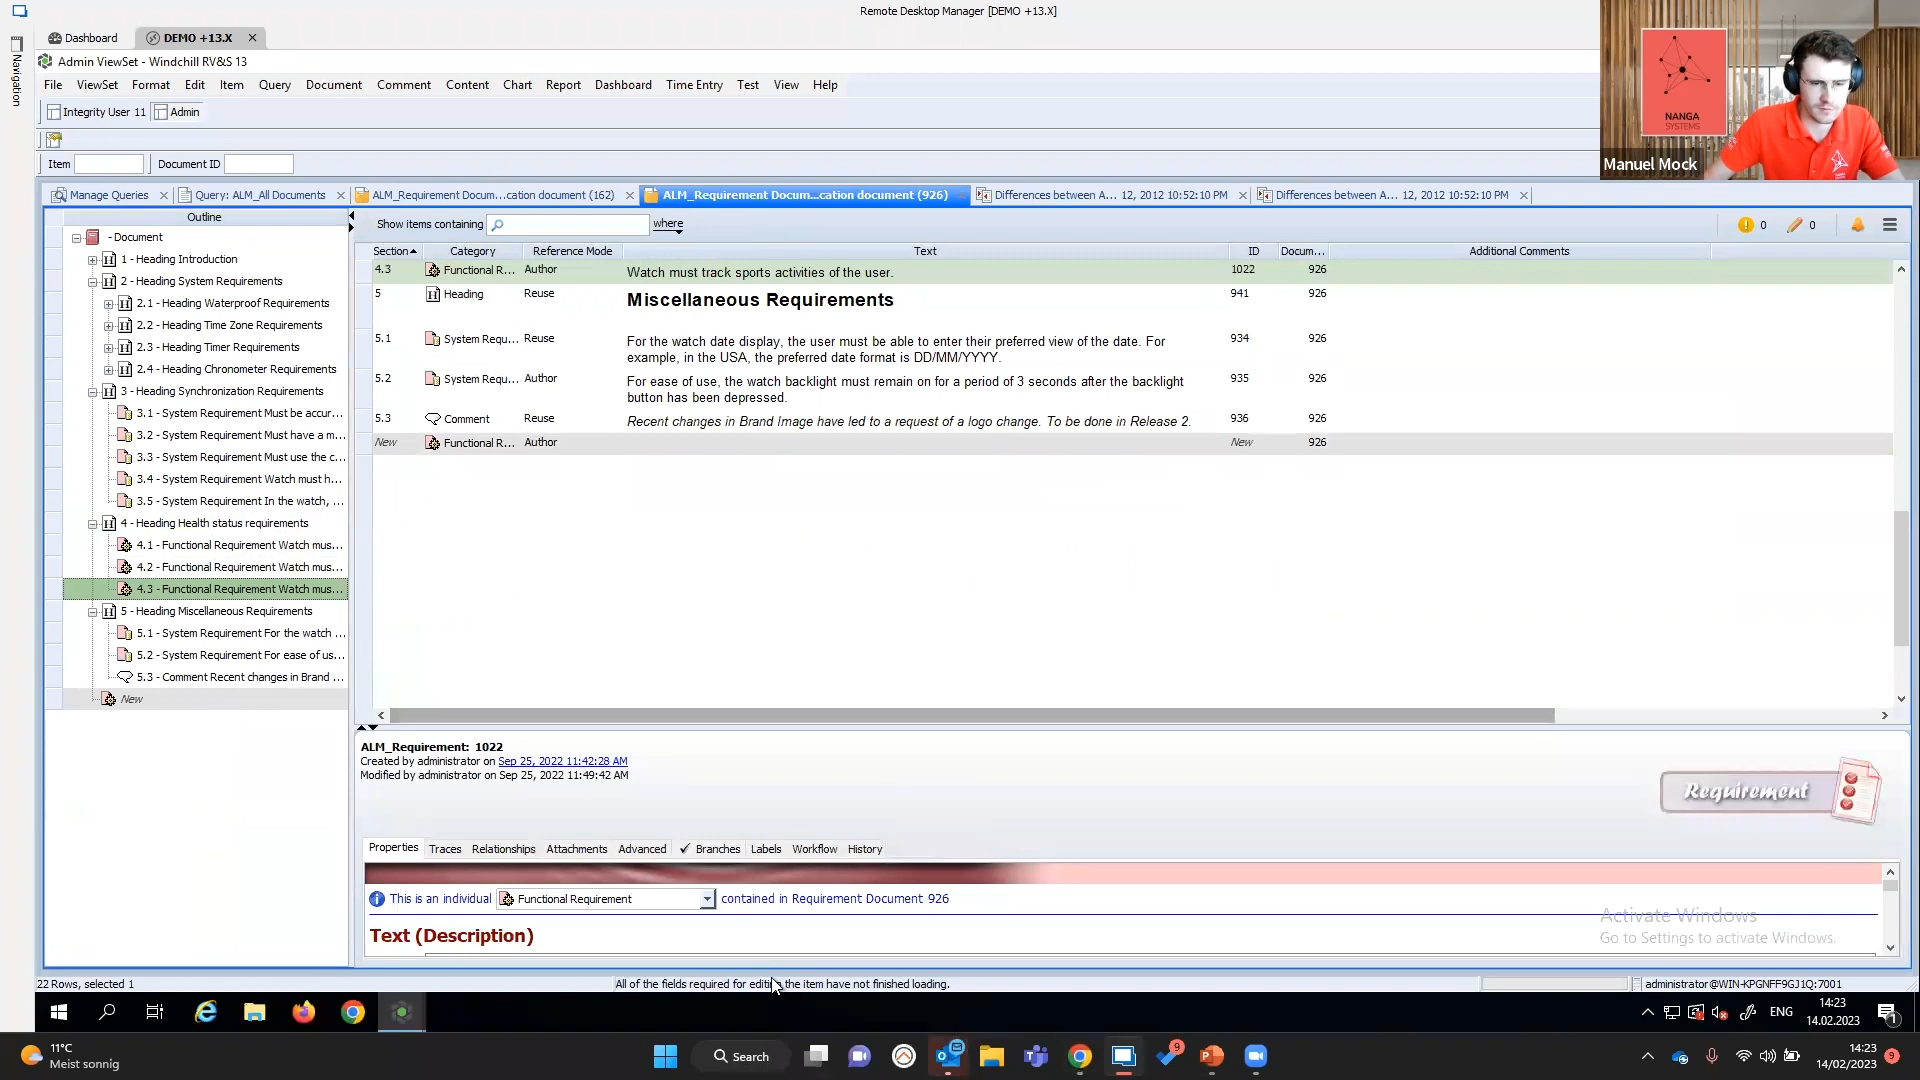 Remote Desktop Manager [DEMO +13.X]
Navigation
Dashboard
DEMO +13.X
Admin ViewSet - Windchill RV&S 13
File ViewSet Format Edit Item Query Document Comment Content Chart Report Dashboard Time Entry Test View Help
Integrity User 11 Admin
Item Document ID
NANGA
SYSTEMS
Manuel Mock
Manage Queries
Query: ALM_All Documents
ALM_Requirement Docum...cation document (162)
ALM_Requirement Docum...cation document (926)
Differences between A... 12, 2012 10:52:10 PM
Differences between A... 12, 2012 10:52:10 PM
Outline
- Document
1 - Heading Introduction
2 - Heading System Requirements
2.1 - Heading Waterproof Requirements
2.2 - Heading Time Zone Requirements
2.3 - Heading Timer Requirements
2.4 - Heading Chronometer Requirements
3 - Heading Synchronization Requirements
3.1 - System Requirement Must be accur...
3.2 - System Requirement Must have a m...
3.3 - System Requirement Must use the c...
3.4 - System Requirement Watch must h...
3.5 - System Requirement In the watch, ...
4 - Heading Health status requirements
4.1 - Functional Requirement Watch mus...
4.2 - Functional Requirement Watch mus...
4.3 - Functional Requirement Watch mus...
5 - Heading Miscellaneous Requirements
5.1 - System Requirement For the watch ...
5.2 - System Requirement For ease of us...
5.3 - Comment Recent changes in Brand ...
New
Show items containing where 0 0
Section Category Reference Mode Text ID Docum... Additional Comments
4.3 Functional R... Author Watch must track sports activities of the user. 1022 926
5 Heading Reuse Miscellaneous Requirements 941 926
5.1 System Requ... Reuse For the watch date display, the user must be able to enter their preferred view of the date. For 934 926
example, in the USA, the preferred date format is DD/MM/YYYY.
5.2 System Requ... Author For ease of use, the watch backlight must remain on for a period of 3 seconds after the backlight 935 926
button has been depressed.
5.3 Comment Reuse Recent changes in Brand Image have led to a request of a logo change. To be done in Release 2. 936 926
New Functional R... Author New 926
ALM_Requirement: 1022
Created by administrator on Sep 25, 2022 11:42:28 AM
Modified by administrator on Sep 25, 2022 11:49:42 AM
Requirement
Properties Traces Relationships Attachments Advanced Branches Labels Workflow History
This is an individual Functional Requirement contained in Requirement Document 926
Text (Description)
Activate Windows
Go to Settings to activate Windows.
22 Rows, selected 1
All of the fields required for editing the item have not finished loading.
administrator@WIN-KPGNFF9GJ1Q:7001
ENG
14:23
14.02.2023
1
11°C
Meist sonnig
Search
9
14:23
14/02/2023
9